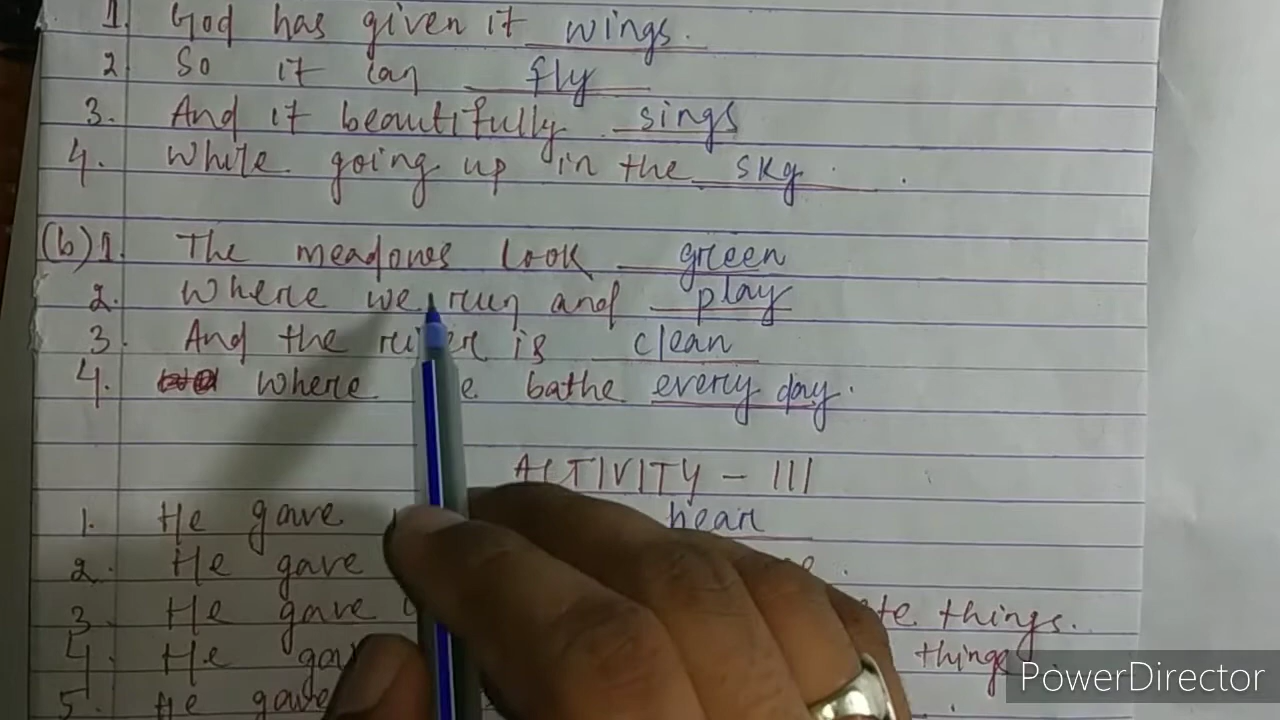 1. God has given it wings.
2 So it can fly
3. And it beautifully sings
4. While going up in the sky.
(b) 1. The meadows look green
2. Where we run and play
3. And the is clean
4. Where bathe every day.
ACTIVITY - III
1. He gave hear
2. He gave
3. He gave things.
4. He things
5. He gave
PowerDirector